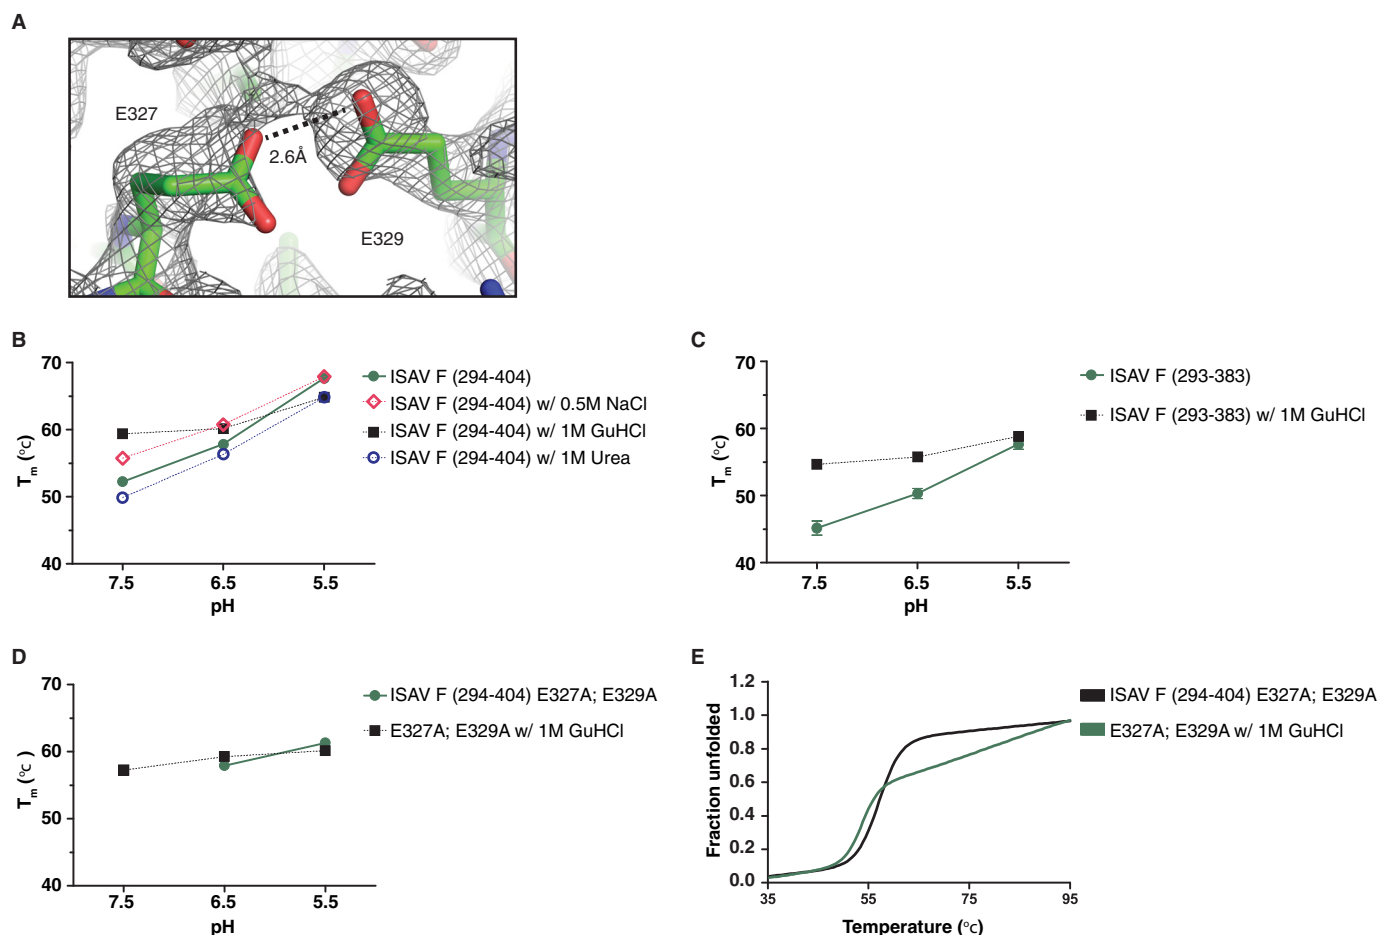 A
E327
2.6Å
E329
B
70
60
50
40
T_m (°c)
7.5 6.5 5.5
pH
ISAV F (294-404)
ISAV F (294-404) w/ 0.5M NaCl
ISAV F (294-404) w/ 1M GuHCl
ISAV F (294-404) w/ 1M Urea
C
70
60
50
40
T_m (°c)
7.5 6.5 5.5
pH
ISAV F (293-383)
ISAV F (293-383) w/ 1M GuHCl
D
70
60
50
40
T_m (°c)
7.5 6.5 5.5
pH
ISAV F (294-404) E327A; E329A
E327A; E329A w/ 1M GuHCl
E
1.2
1.0
0.8
0.6
0.4
0.2
0.0
Fraction unfolded
35 55 75 95
Temperature (°c)
ISAV F (294-404) E327A; E329A
E327A; E329A w/ 1M GuHCl